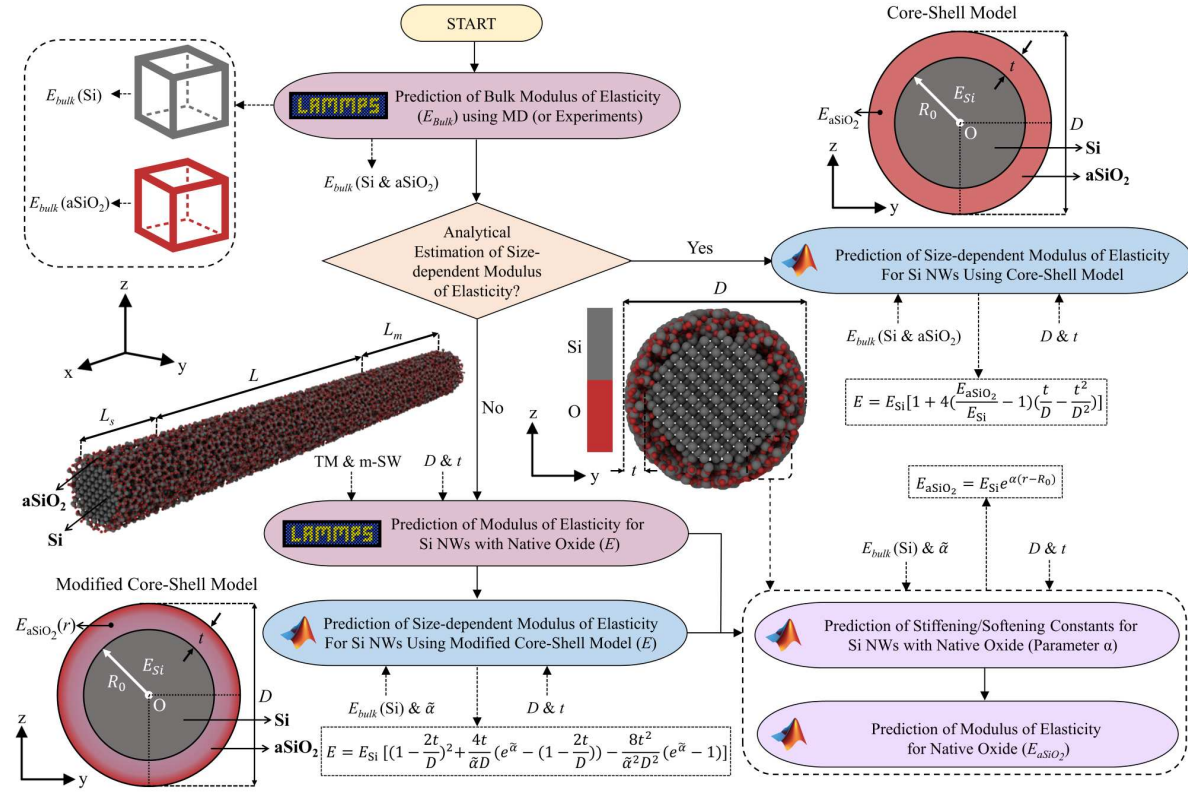 START
LAMMPS
Prediction of Bulk Modulus of Elasticity
(E_Bulk) using MD (or Experiments)
E_bulk(Si)
E_bulk(aSiO₂)
E_bulk(Si & aSiO₂)
Analytical
Estimation of Size-
dependent Modulus
of Elasticity?
Yes
No
Core-Shell Model
E_Si
R₀
O
t
D
E_aSiO₂
Si
aSiO₂
z
y
Prediction of Size-dependent Modulus of Elasticity
For Si NWs Using Core-Shell Model
E_bulk(Si & aSiO₂)
D & t
E = E_Si[1 + 4(E_aSiO₂/E_Si − 1)(t/D − t²/D²)]
z
x
y
L_s
L
L_m
aSiO₂
Si
Si
O
D
t
z
y
TM & m-SW
D & t
LAMMPS
Prediction of Modulus of Elasticity for
Si NWs with Native Oxide (E)
Prediction of Size-dependent Modulus of Elasticity
For Si NWs Using Modified Core-Shell Model (E)
E_bulk(Si) & α̃
D & t
E = E_Si [(1 − 2t/D)² + 4t/α̃D (e^α̃ − (1 − 2t/D)) − 8t²/α̃²D² (e^α̃ − 1)]
Modified Core-Shell Model
E_aSiO₂(r)
E_Si
R₀
O
t
D
Si
aSiO₂
z
y
E_aSiO₂ = E_Si e^α(r−R₀)
E_bulk(Si) & α̃
D & t
Prediction of Stiffening/Softening Constants for
Si NWs with Native Oxide (Parameter α)
Prediction of Modulus of Elasticity
for Native Oxide (E_aSiO₂)